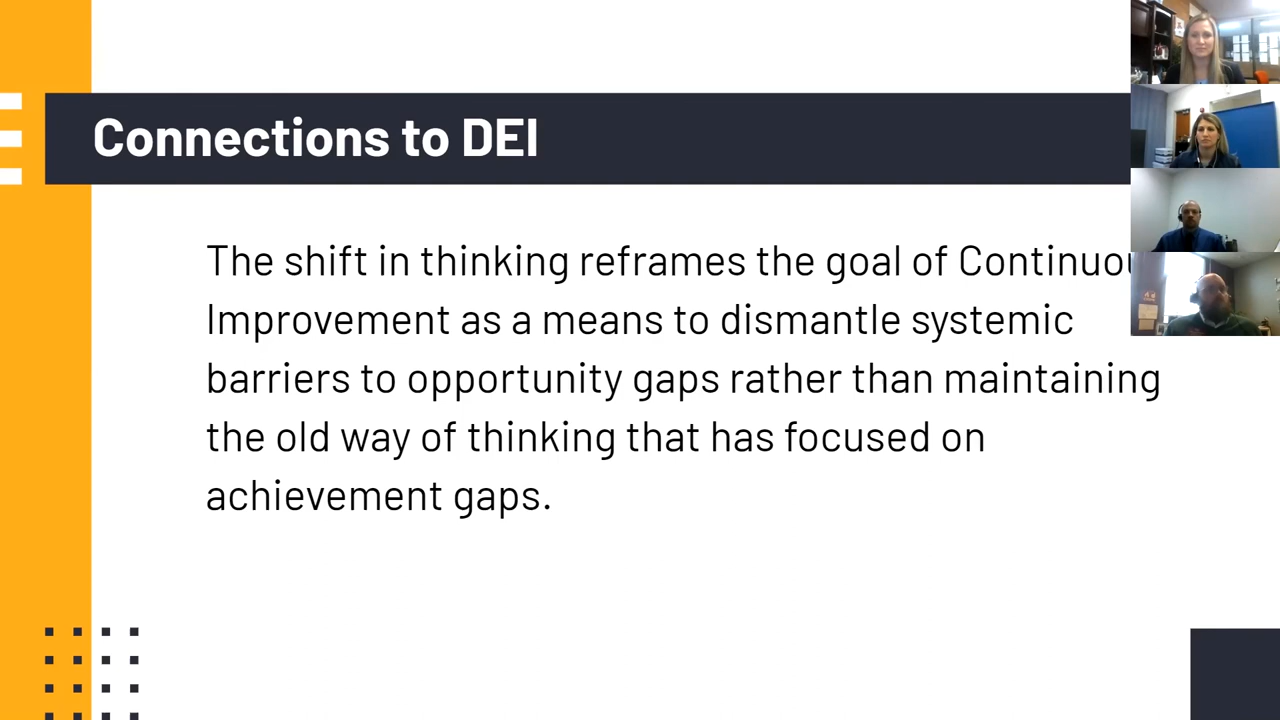 Connections to DEI
The shift in thinking reframes the goal of
Improvement as a means to dismantle systemic
barriers to opportunity gaps rather than maintaining
the old way of thinking that has focused on
achievement gaps.